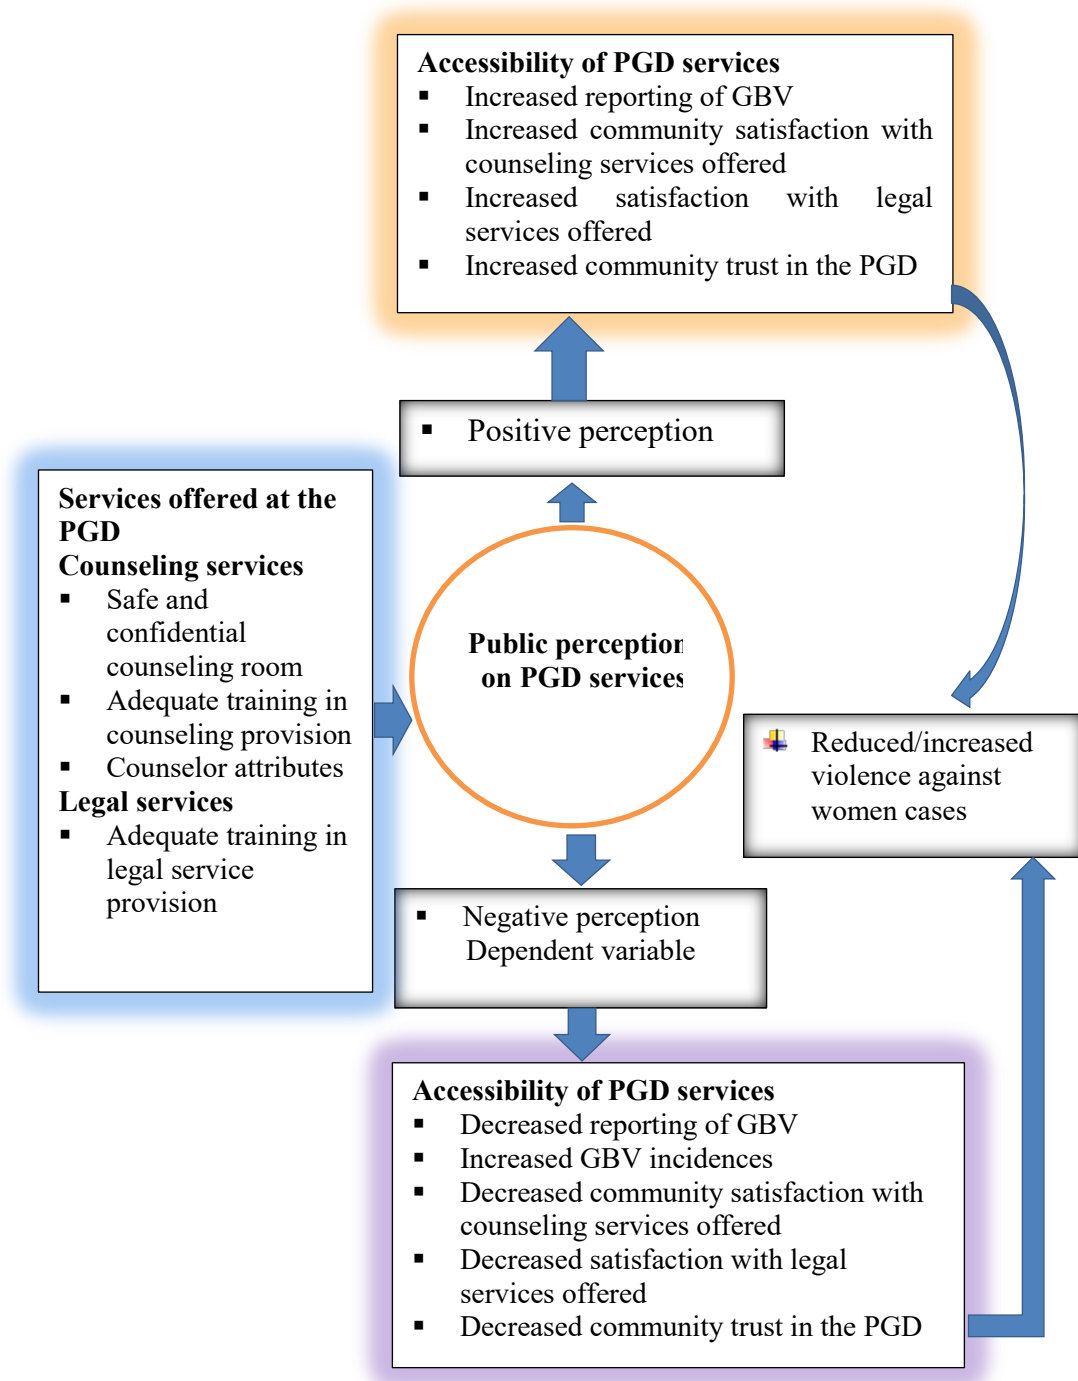 Accessibility of PGD services
▪ Increased reporting of GBV
▪ Increased community satisfaction with
counseling services offered
▪ Increased satisfaction with legal
services offered
▪ Increased community trust in the PGD
▪ Positive perception
Services offered at the
PGD
Counseling services
▪ Safe and
confidential
counseling room
▪ Adequate training in
counseling provision
▪ Counselor attributes
Legal services
▪ Adequate training in
legal service
provision
Public perception
on PGD services
Reduced/increased
violence against
women cases
▪ Negative perception
Dependent variable
Accessibility of PGD services
▪ Decreased reporting of GBV
▪ Increased GBV incidences
▪ Decreased community satisfaction with
counseling services offered
▪ Decreased satisfaction with legal
services offered
▪ Decreased community trust in the PGD